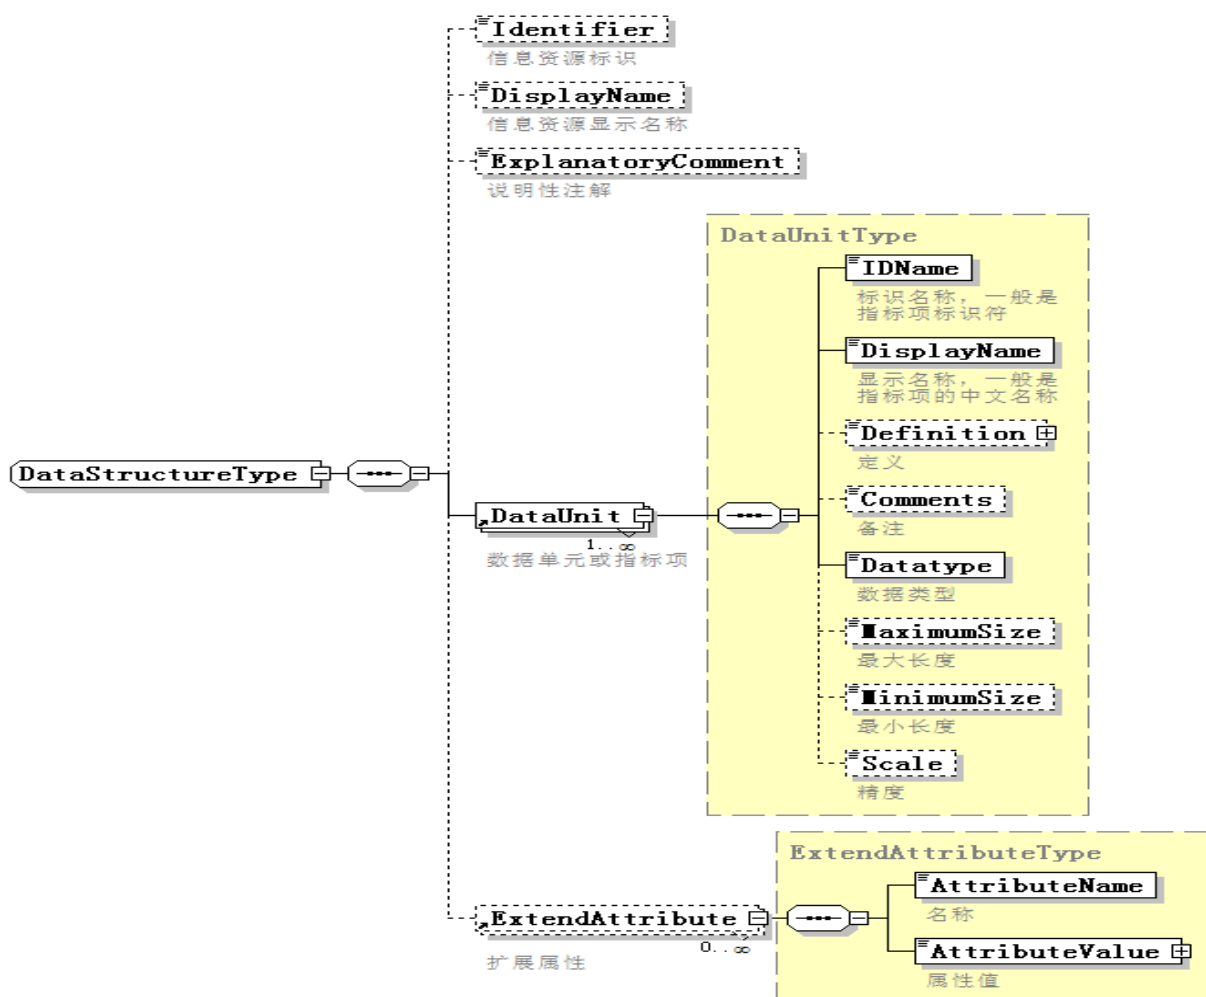 Identifier
信息资源标识
DisplayName
信息资源显示名称
ExplanatoryComment
说明性注解
DataUnitType
IDName
标识名称，一般是
指标项标识符
DisplayName
显示名称，一般是
指标项的中文名称
Definition
定义
DataStructureType
Comments
备注
DataUnit
1..∞
数据单元或指标项
Datatype
数据类型
MaximumSize
最大长度
MinimumSize
最小长度
Scale
精度
ExtendAttributeType
AttributeName
名称
ExtendAttribute
0..∞
扩展属性
AttributeValue
属性值